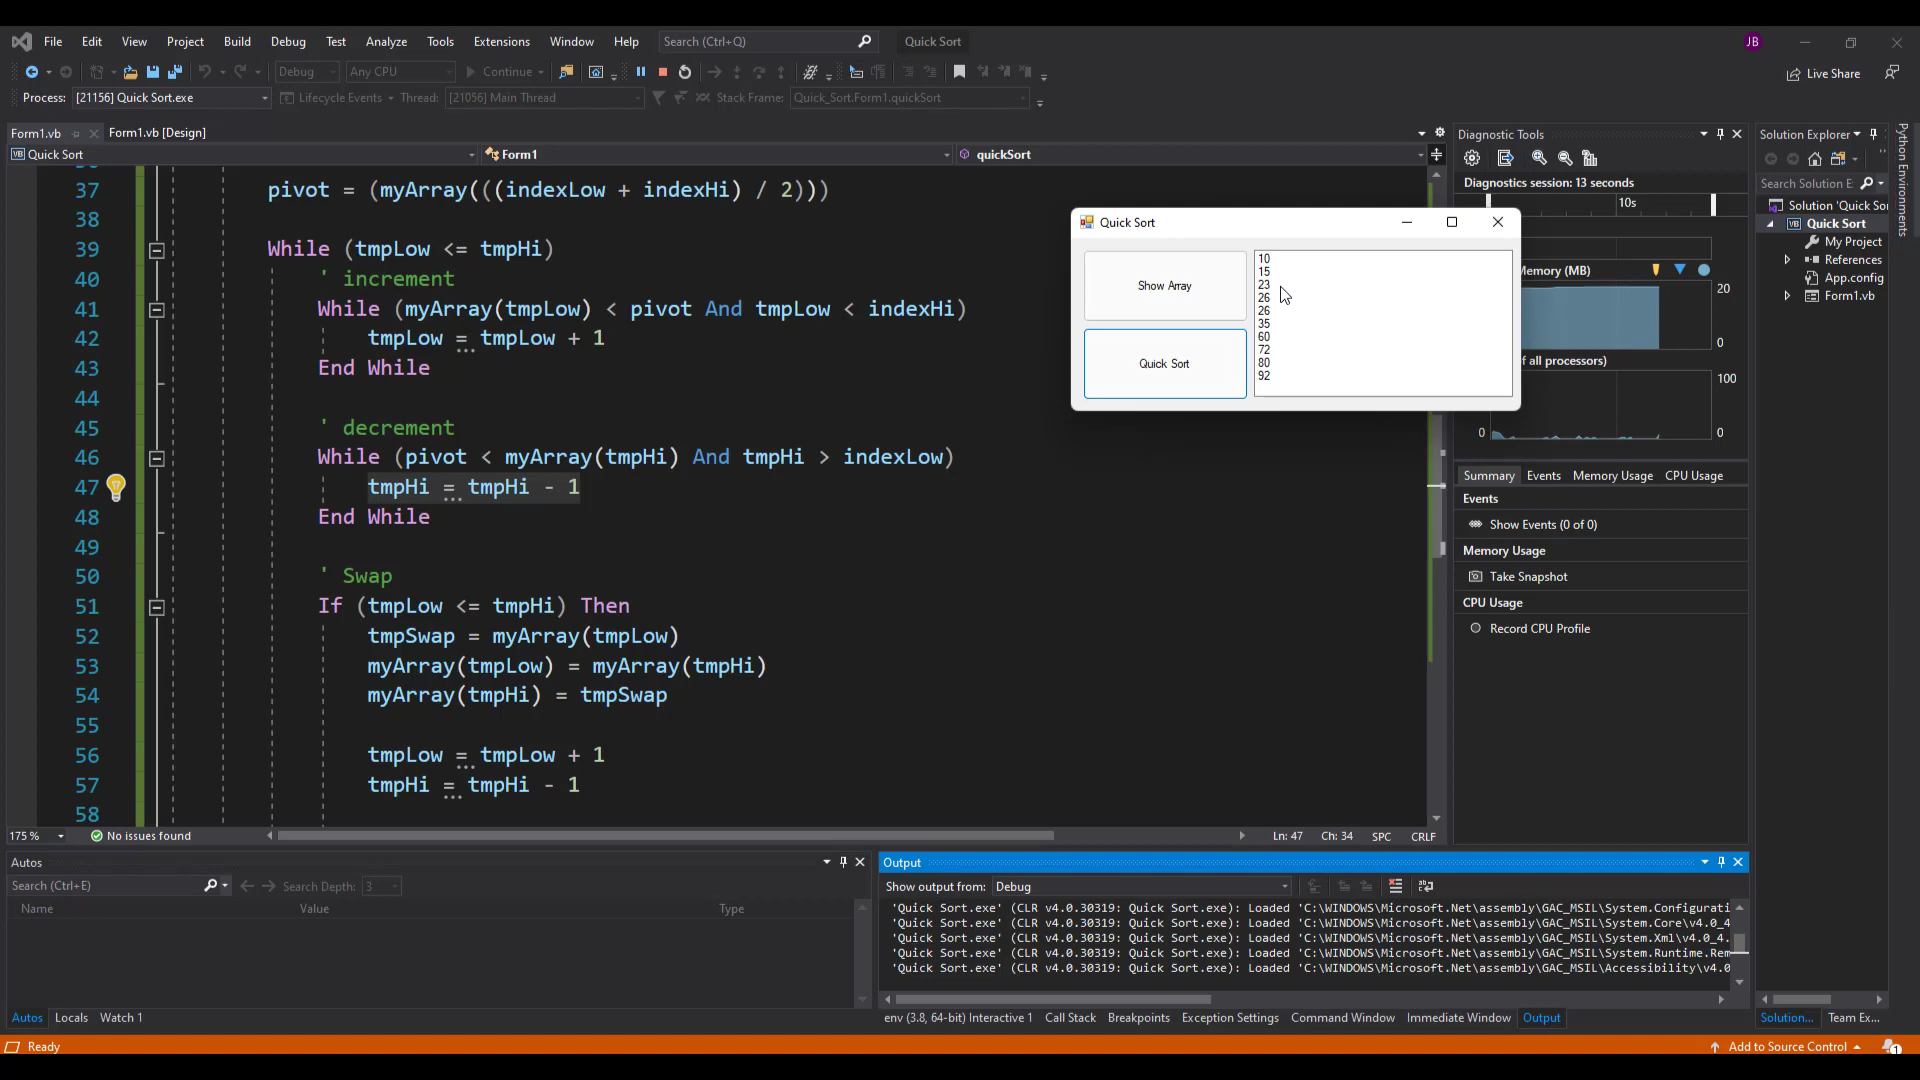 File Edit View Project Build Debug Test Analyze Tools Extensions Window Help Search (Ctrl+Q) Quick Sort JB
Debug Any CPU Continue Live Share
Process: [21156] Quick Sort.exe Lifecycle Events Thread: [21056] Main Thread Stack Frame: Quick_Sort.Form1.quickSort
Form1.vb Form1.vb [Design]
Quick Sort Form1 quickSort
37 pivot = (myArray(((indexLow + indexHi) / 2)))
38
39 While (tmpLow <= tmpHi)
40 ' increment
41 While (myArray(tmpLow) < pivot And tmpLow < indexHi)
42 tmpLow = tmpLow + 1
43 End While
44
45 ' decrement
46 While (pivot < myArray(tmpHi) And tmpHi > indexLow)
47 tmpHi = tmpHi - 1
48 End While
49
50 ' Swap
51 If (tmpLow <= tmpHi) Then
52 tmpSwap = myArray(tmpLow)
53 myArray(tmpLow) = myArray(tmpHi)
54 myArray(tmpHi) = tmpSwap
55
56 tmpLow = tmpLow + 1
57 tmpHi = tmpHi - 1
58
175 % No issues found Ln: 47 Ch: 34 SPC CRLF
Quick Sort
Show Array
Quick Sort
10
15
23
26
26
35
60
72
80
92
Diagnostic Tools
Diagnostics session: 13 seconds
10s
Memory (MB)
20
0
f all processors)
100
0 0
Summary Events Memory Usage CPU Usage
Events
Show Events (0 of 0)
Memory Usage
Take Snapshot
CPU Usage
Record CPU Profile
Solution Explorer
Search Solution E
Solution 'Quick Sor
Quick Sort
My Project
References
App.config
Form1.vb
Python Environments
Autos
Search (Ctrl+E) Search Depth: 3
Name Value Type
Autos Locals Watch 1
Output
Show output from: Debug
'Quick Sort.exe' (CLR v4.0.30319: Quick Sort.exe): Loaded 'C:\WINDOWS\Microsoft.Net\assembly\GAC_MSIL\System.Configurati
'Quick Sort.exe' (CLR v4.0.30319: Quick Sort.exe): Loaded 'C:\WINDOWS\Microsoft.Net\assembly\GAC_MSIL\System.Core\v4.0_4
'Quick Sort.exe' (CLR v4.0.30319: Quick Sort.exe): Loaded 'C:\WINDOWS\Microsoft.Net\assembly\GAC_MSIL\System.Xml\v4.0_4.
'Quick Sort.exe' (CLR v4.0.30319: Quick Sort.exe): Loaded 'C:\WINDOWS\Microsoft.Net\assembly\GAC_MSIL\System.Runtime.Rem
'Quick Sort.exe' (CLR v4.0.30319: Quick Sort.exe): Loaded 'C:\WINDOWS\Microsoft.Net\assembly\GAC_MSIL\Accessibility\v4.0
env (3.8, 64-bit) Interactive 1 Call Stack Breakpoints Exception Settings Command Window Immediate Window Output
Solution... Team Ex...
Ready Add to Source Control 1